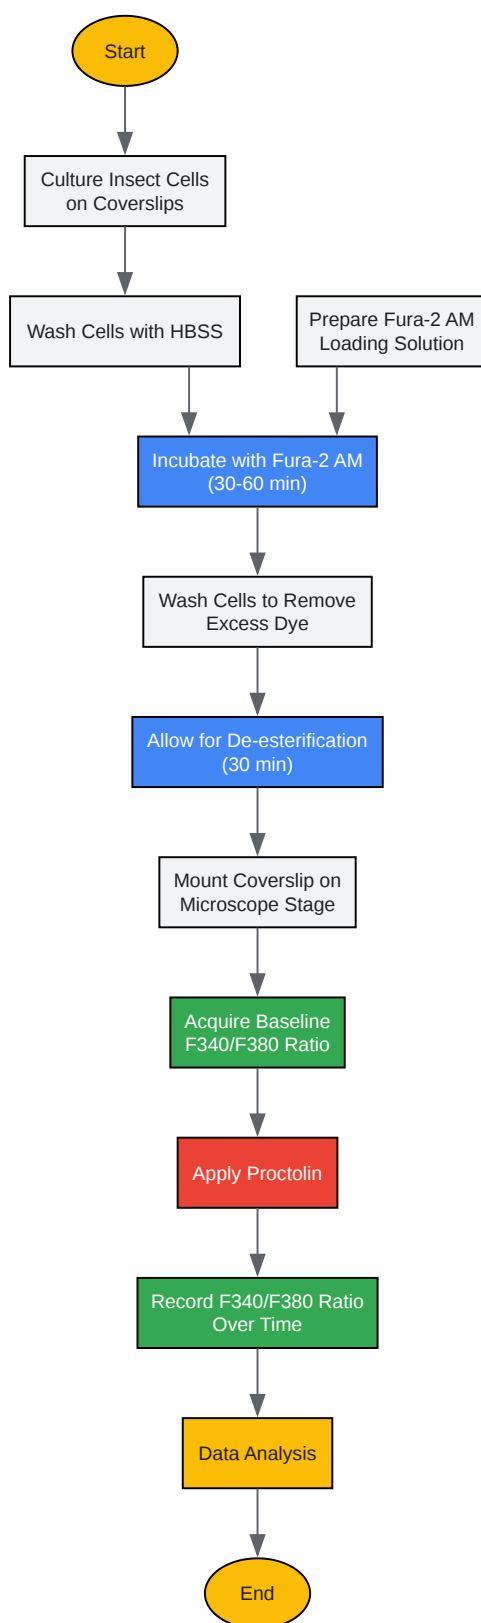 Start
Culture Insect Cells
on Coverslips
Wash Cells with HBSS
Prepare Fura-2 AM
Loading Solution
Incubate with Fura-2 AM
(30-60 min)
Wash Cells to Remove
Excess Dye
Allow for De-esterification
(30 min)
Mount Coverslip on
Microscope Stage
Acquire Baseline
F340/F380 Ratio
Apply Proctolin
Record F340/F380 Ratio
Over Time
Data Analysis
End